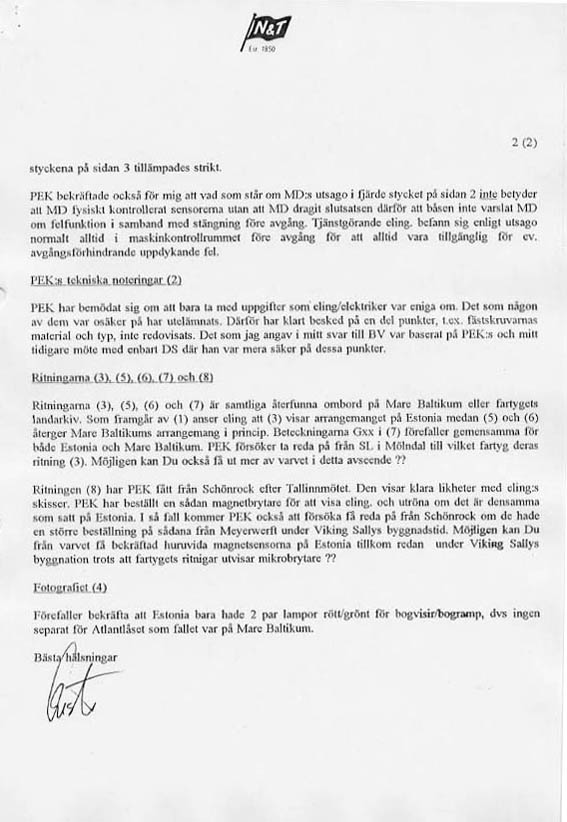 N&T
Est 1850
2 (2)
styckena på sidan 3 tillämpades strikt.
PEK bekräftade också för mig att vad som står om MD:s utsago i fjärde stycket på sidan 2 inte betyder
att MD fysiskt kontrollerat sensorerna utan att MD dragit slutsatsen därför att båsen inte varslat MD
om felfunktion i samband med stängning före avgång. Tjänstgörande eling. befann sig enligt utsago
normalt alltid i maskinkontrollrummet före avgång för att alltid vara tillgänglig för ev.
avgångsförhindrande uppdykande fel.
PEK:s tekniska noteringar (2)
PEK har bemödat sig om att bara ta med uppgifter som eling/elektriker var eniga om. Det som någon
av dem var osäker på har utelämnats. Därför har klart besked på en del punkter, t.ex. fästskruvarnas
material och typ, inte redovisats. Det som jag angav i mitt svar till BV var baserat på PEK:s och mitt
tidigare möte med enbart DS där han var mera säker på dessa punkter.
Ritningarna (3), (5), (6), (7) och (8)
Ritningarna (3), (5), (6) och (7) är samtliga återfunna ombord på Mare Baltikum eller fartygets
landarkiv. Som framgår av (1) anser eling att (3) visar arrangemanget på Estonia medan (5) och (6)
återger Mare Baltikums arrangemang i princip. Beteckningarna Gxx i (7) förefaller gemensamma för
både Estonia och Mare Baltikum. PEK försöker ta reda på från SL i Mölndal till vilket fartyg deras
ritning (3). Möjligen kan Du också få ut mer av varvet i detta avseende ??
Ritningen (8) har PEK fått från Schönrock efter Tallinnmötet. Den visar klara likheter med eling:s
skisser. PEK har beställt en sådan magnetbrytare för att visa eling. och utröna om det är densamma
som satt på Estonia. I så fall kommer PEK också att försöka få reda på från Schönrock om de hade
en större beställning på sådana från Meyerwerft under Viking Sallys byggnadstid. Möjligen kan Du
från varvet få bekräftad huruvida magnetsensorna på Estonia tillkom redan under Viking Sallys
byggnation trots att fartygets ritnigar utvisar mikrobrytare ??
Fotografiet (4)
Förefaller bekräfta att Estonia bara hade 2 par lampor rött/grönt för bogvisir/bogramp, dvs ingen
separat för Atlantlåset som fallet var på Mare Baltikum.
Bästa hälsningar